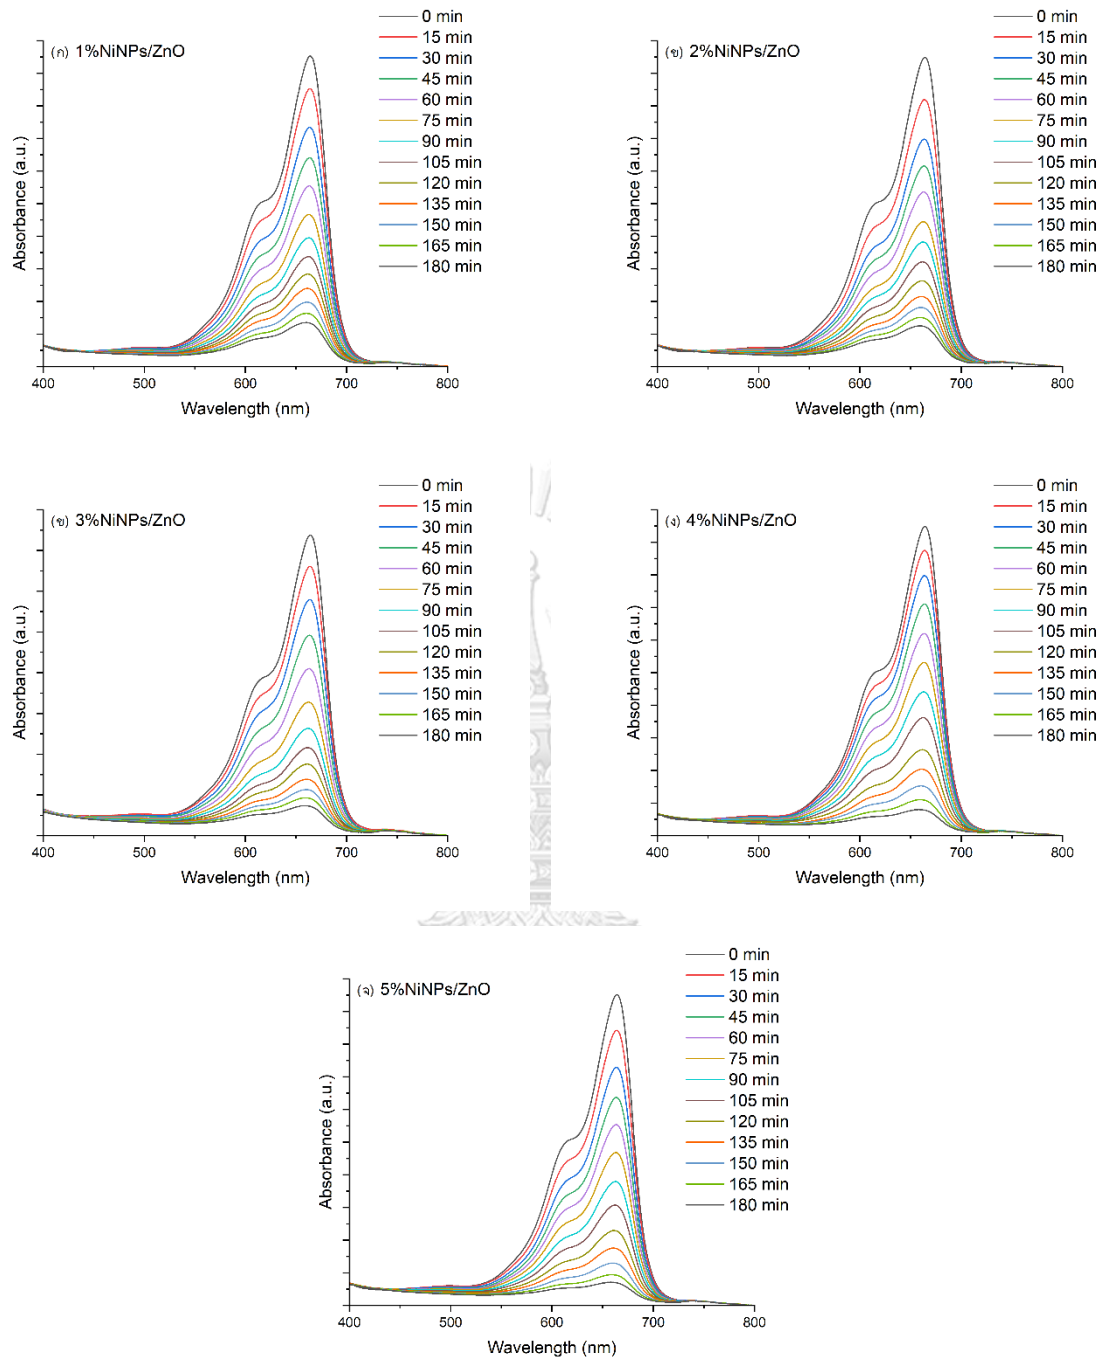 (ก) 1%NiNPs/ZnO
0 min
15 min
30 min
45 min
60 min
75 min
90 min
105 min
120 min
135 min
150 min
165 min
180 min
Absorbance (a.u.)
400 500 600 700 800
Wavelength (nm)
(ข) 2%NiNPs/ZnO
0 min
15 min
30 min
45 min
60 min
75 min
90 min
105 min
120 min
135 min
150 min
165 min
180 min
Absorbance (a.u.)
400 500 600 700 800
Wavelength (nm)
(ข) 3%NiNPs/ZnO
0 min
15 min
30 min
45 min
60 min
75 min
90 min
105 min
120 min
135 min
150 min
165 min
180 min
Absorbance (a.u.)
400 500 600 700 800
Wavelength (nm)
(ง) 4%NiNPs/ZnO
0 min
15 min
30 min
45 min
60 min
75 min
90 min
105 min
120 min
135 min
150 min
165 min
180 min
Absorbance (a.u.)
400 500 600 700 800
Wavelength (nm)
(จ) 5%NiNPs/ZnO
0 min
15 min
30 min
45 min
60 min
75 min
90 min
105 min
120 min
135 min
150 min
165 min
180 min
Absorbance (a.u.)
400 500 600 700 800
Wavelength (nm)